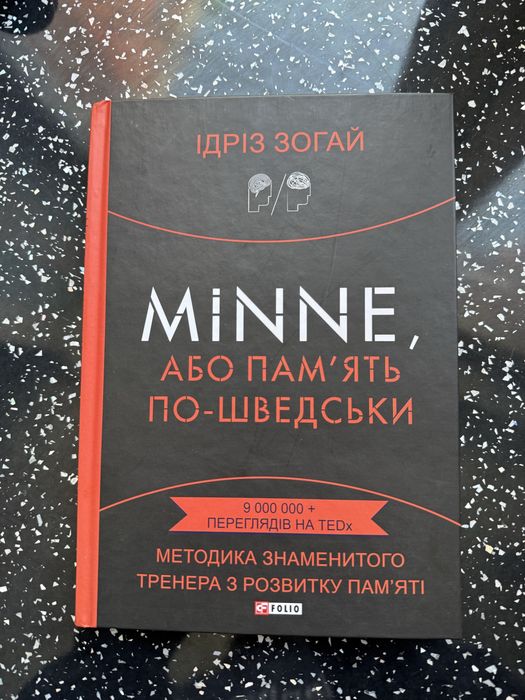 ІДРІЗ ЗОГАЙ
MiNNE,
АБО ПАМ’ЯТЬ
ПО-ШВЕДСЬКИ
9 000 000 +
ПЕРЕГЛЯДІВ НА TEDx
МЕТОДИКА ЗНАМЕНИТОГО
ТРЕНЕРА З РОЗВИТКУ ПАМ’ЯТІ
FOLIO